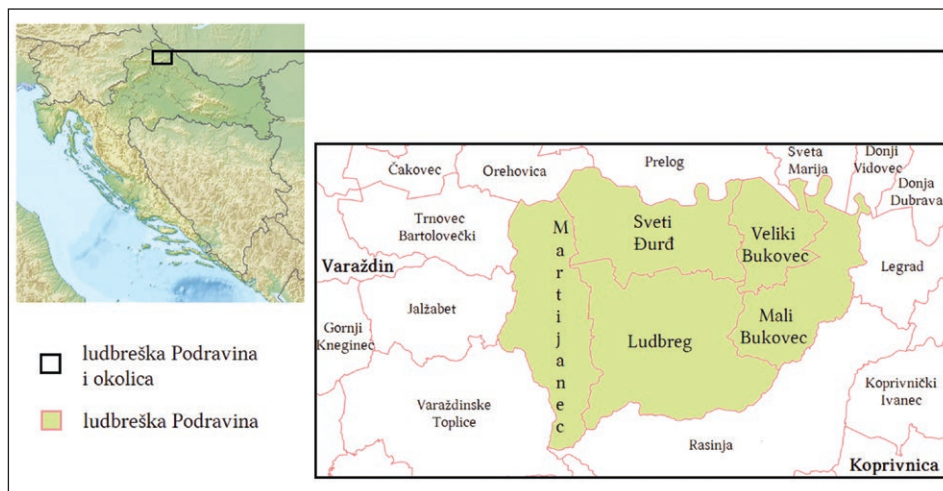 ludbreška Podravina
i okolica
ludbreška Podravina
Čakovec
Orehovica
Prelog
Sveta
Marija
Donji
Vidovec
Donja
Dubrava
Trnovec
Bartolovečki
Martijanec
Sveti
Đurđ
Veliki
Bukovec
Legrad
Varaždin
Jalžabet
Gornji
Kneginec
Ludbreg
Mali
Bukovec
Varaždinske
Toplice
Koprivnički
Ivanec
Rasinja
Koprivnica